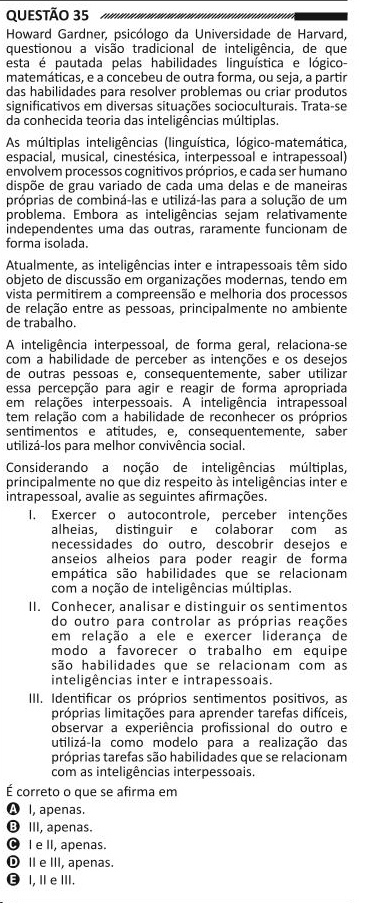 QUESTÃO 35
Howard Gardner, psicólogo da Universidade de Harvard,
questionou a visão tradicional de inteligência, de que
esta é pautada pelas habilidades linguística e lógico-
matemáticas, e a concebeu de outra forma, ou seja, a partir
das habilidades para resolver problemas ou criar produtos
significativos em diversas situações socioculturais. Trata-se
da conhecida teoria das inteligências múltiplas.
As múltiplas inteligências (linguística, lógico-matemática,
espacial, musical, cinestésica, interpessoal e intrapessoal)
envolvem processos cognitivos próprios, e cada ser humano
dispõe de grau variado de cada uma delas e de maneiras
próprias de combiná-las e utilizá-las para a solução de um
problema. Embora as inteligências sejam relativamente
independentes uma das outras, raramente funcionam de
forma isolada.
Atualmente, as inteligências inter e intrapessoais têm sido
objeto de discussão em organizações modernas, tendo em
vista permitirem a compreensão e melhoria dos processos
de relação entre as pessoas, principalmente no ambiente
de trabalho.
A inteligência interpessoal, de forma geral, relaciona-se
com a habilidade de perceber as intenções e os desejos
de outras pessoas e, consequentemente, saber utilizar
essa percepção para agir e reagir de forma apropriada
em relações interpessoais. A inteligência intrapessoal
tem relação com a habilidade de reconhecer os próprios
sentimentos e atitudes, e, consequentemente, saber
utilizá-los para melhor convivência social.
Considerando a noção de inteligências múltiplas,
principalmente no que diz respeito às inteligências inter e
intrapessoal, avalie as seguintes afirmações.
I. Exercer o autocontrole, perceber intenções
alheias, distinguir e colaborar com as
necessidades do outro, descobrir desejos e
anseios alheios para poder reagir de forma
empática são habilidades que se relacionam
com a noção de inteligências múltiplas.
II. Conhecer, analisar e distinguir os sentimentos
do outro para controlar as próprias reações
em relação a ele e exercer liderança de
modo a favorecer o trabalho em equipe
são habilidades que se relacionam com as
inteligências inter e intrapessoais.
III. Identificar os próprios sentimentos positivos, as
próprias limitações para aprender tarefas difíceis,
observar a experiência profissional do outro e
utilizá-la como modelo para a realização das
próprias tarefas são habilidades que se relacionam
com as inteligências interpessoais.
É correto o que se afirma em
A I, apenas.
B III, apenas.
C I e II, apenas.
D II e III, apenas.
E I, II e III.